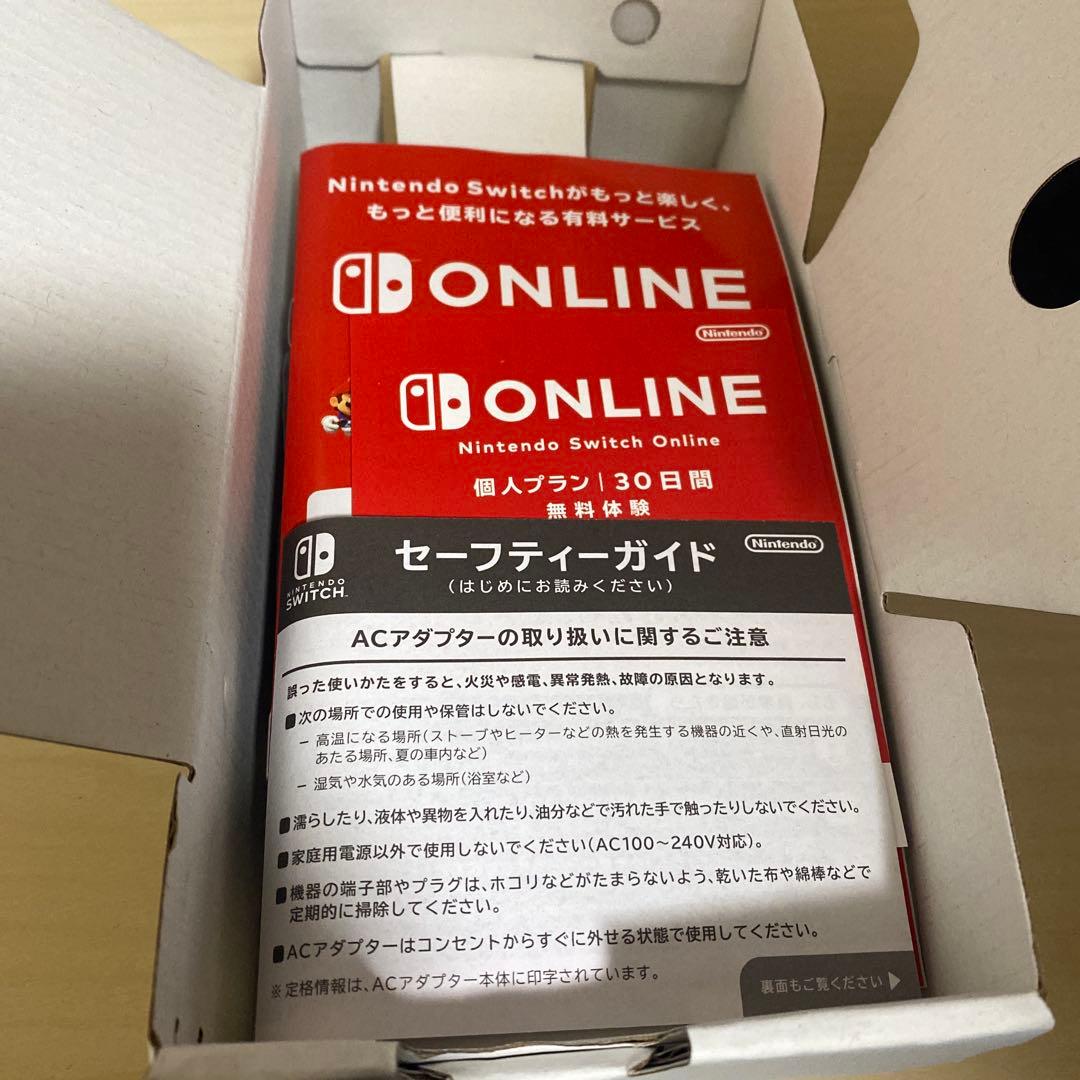 Nintendo Switchがもっと楽しく、
もっと便利になる有料サービス
ONLINE
Nintendo
ONLINE
Nintendo Switch Online
個人プラン | 30日間
無料体験
NINTENDO
SWITCH
セーフティーガイド
(はじめにお読みください)
Nintendo
ACアダプターの取り扱いに関するご注意
誤った使いかたをすると、火災や感電、異常発熱、故障の原因となります。
■次の場所での使用や保管はしないでください。
– 高温になる場所(ストーブやヒーターなどの熱を発生する機器の近くや、直射日光の
あたる場所、夏の車内など)
– 湿気や水気のある場所(浴室など)
■濡らしたり、液体や異物を入れたり、油分などで汚れた手で触ったりしないでください。
■家庭用電源以外で使用しないでください(AC100～240V対応)。
■機器の端子部やプラグは、ホコリなどがたまらないよう、乾いた布や綿棒などで
定期的に掃除してください。
■ACアダプターはコンセントからすぐに外せる状態で使用してください。
※定格情報は、ACアダプター本体に印字されています。
裏面もご覧ください